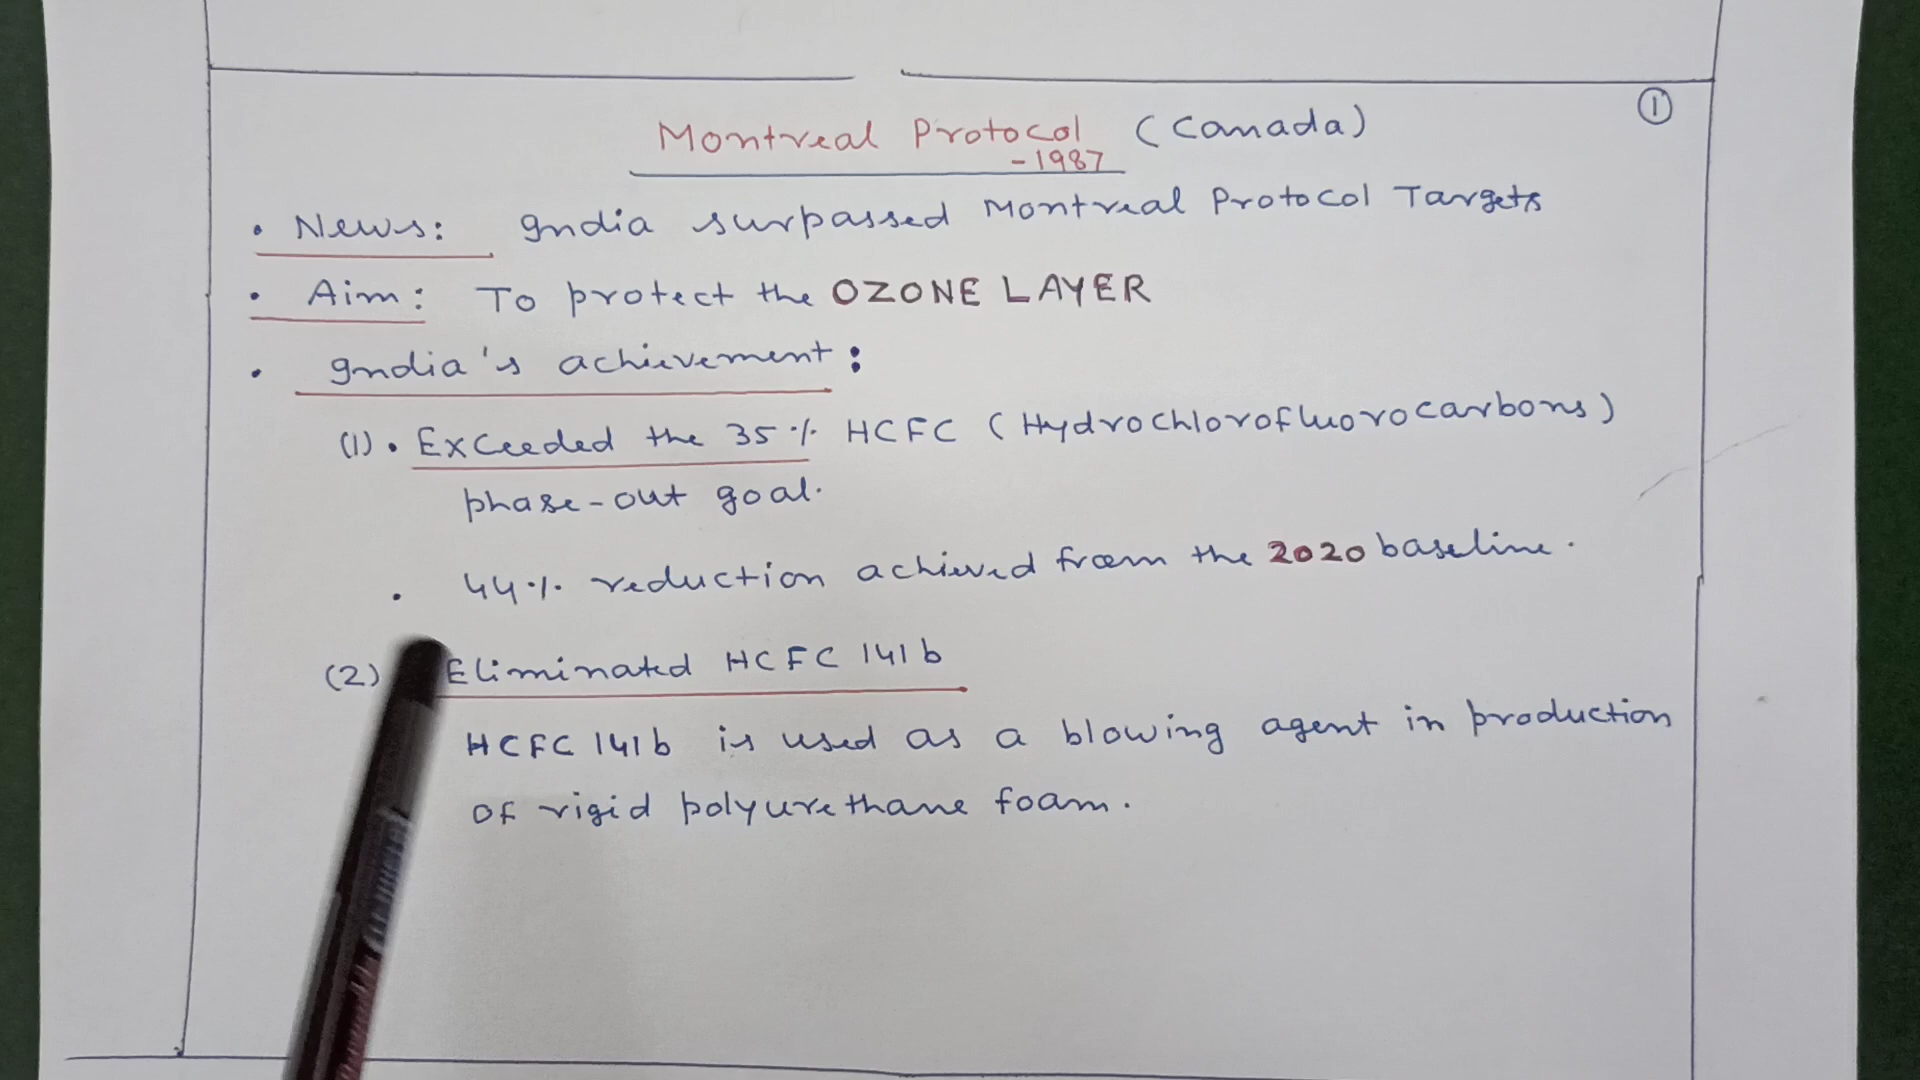 ①
Montreal Protocol (Canada)
-1987
• News: India surpassed Montreal Protocol Targets
• Aim: To protect the OZONE LAYER
• India's achievement:
(1) • Exceeded the 35% HCFC (Hydrochlorofluorocarbons)
phase-out goal.
• 44% reduction achieved from the 2020 baseline.
(2) Eliminated HCFC 141b
HCFC 141b is used as a blowing agent in production
of rigid polyurethane foam.